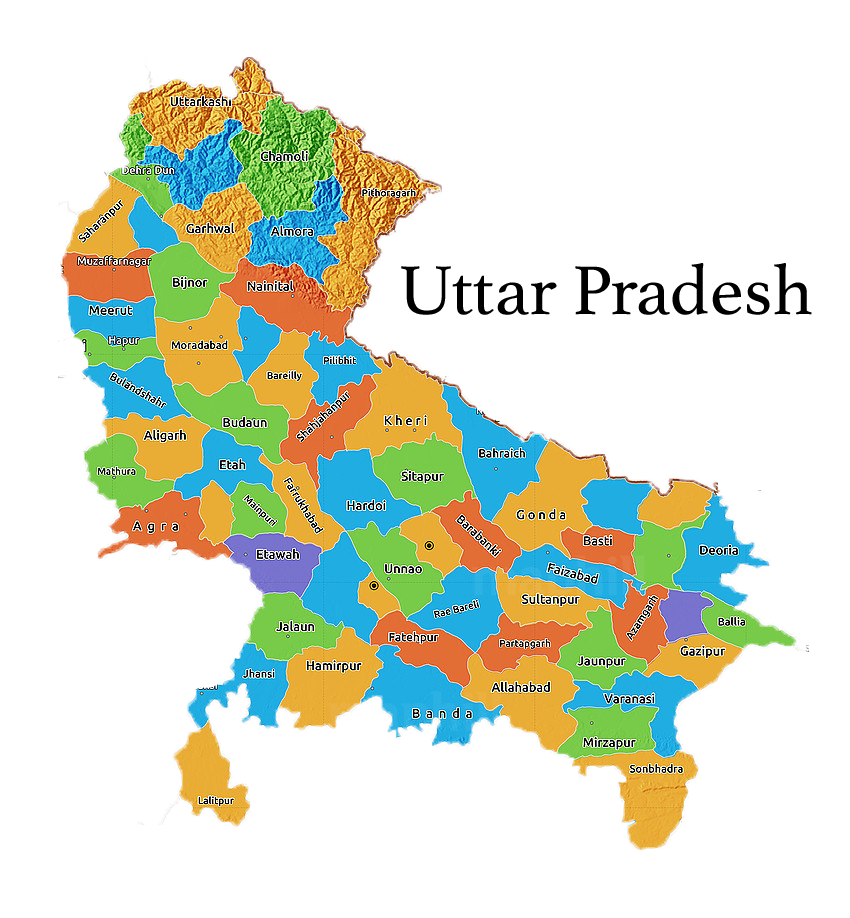 Uttarkashi
Chamoli
Dehra Dun
Pithoragarh
Saharanpur
Garhwal
Almora
Muzaffarnagar
Bijnor
Nainital
Uttar Pradesh
Meerut
Hapur
Moradabad
Pilibhit
Bareilly
Bulandshahr
Budaun
Shahjahanpur
Kheri
Aligarh
Bahraich
Mathura
Etah
Sitapur
Farrukhabad
Hardoi
Mainpuri
Gonda
Agra
Barabanki
Basti
Deoria
Etawah
Unnao
Faizabad
Sultanpur
Rae Bareli
Azamgarh
Ballia
Jalaun
Fatehpur
Partapgarh
Gazipur
Jaunpur
Hamirpur
Jhansi
Allahabad
Varanasi
Banda
Mirzapur
Sonbhadra
Lalitpur